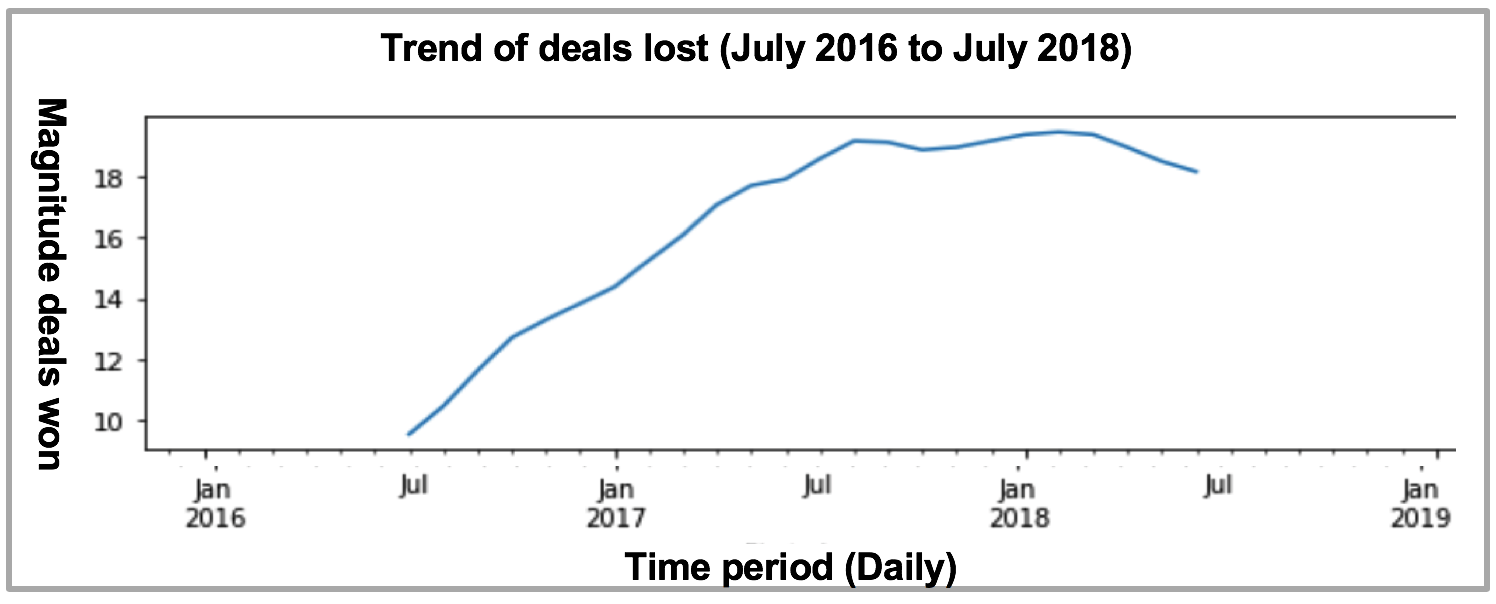 Trend of deals lost (July 2016 to July 2018)
Magnitude deals won
18
16
14
12
10
Jan Jul Jan Jul Jan Jul Jan
2016 2017 2018 2019
Time period (Daily)